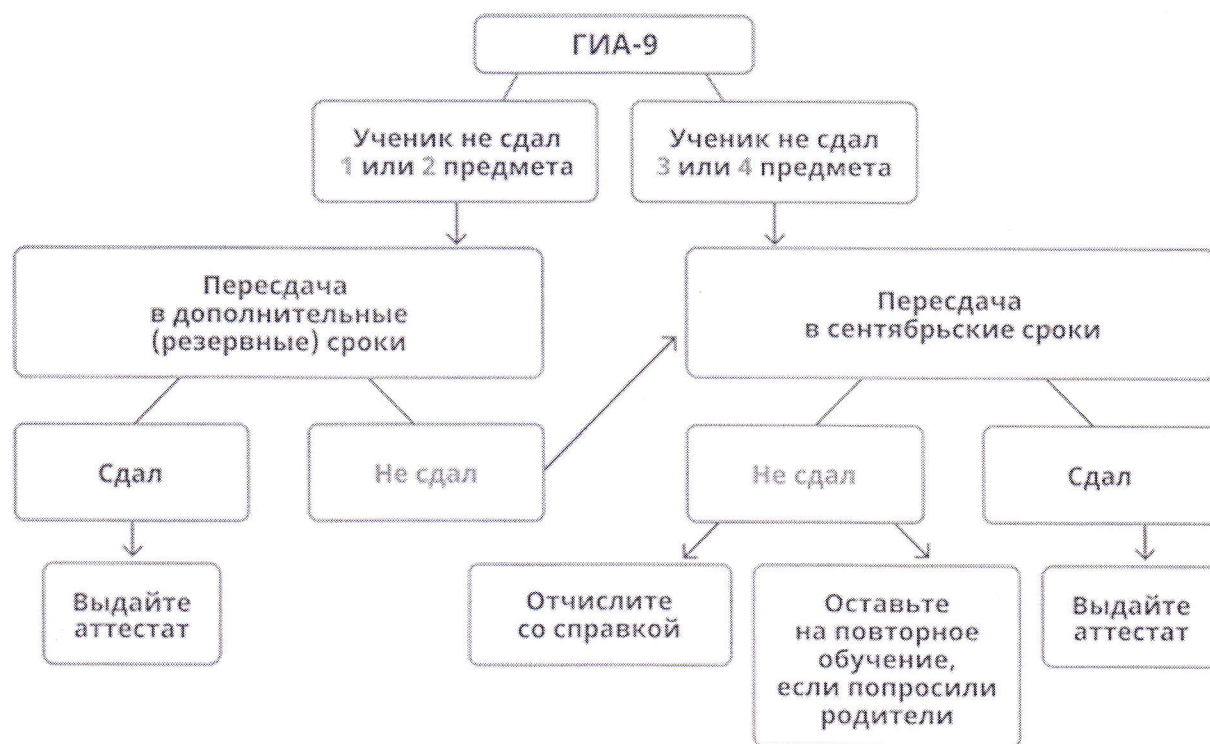 ГИА-9
Ученик не сдал
1 или 2 предмета
Ученик не сдал
3 или 4 предмета
Пересдача
в дополнительные
(резервные) сроки
Пересдача
в сентябрьские сроки
Сдал
Не сдал
Не сдал
Сдал
Выдайте
аттестат
Отчислите
со справкой
Оставьте
на повторное
обучение,
если попросили
родители
Выдайте
аттестат